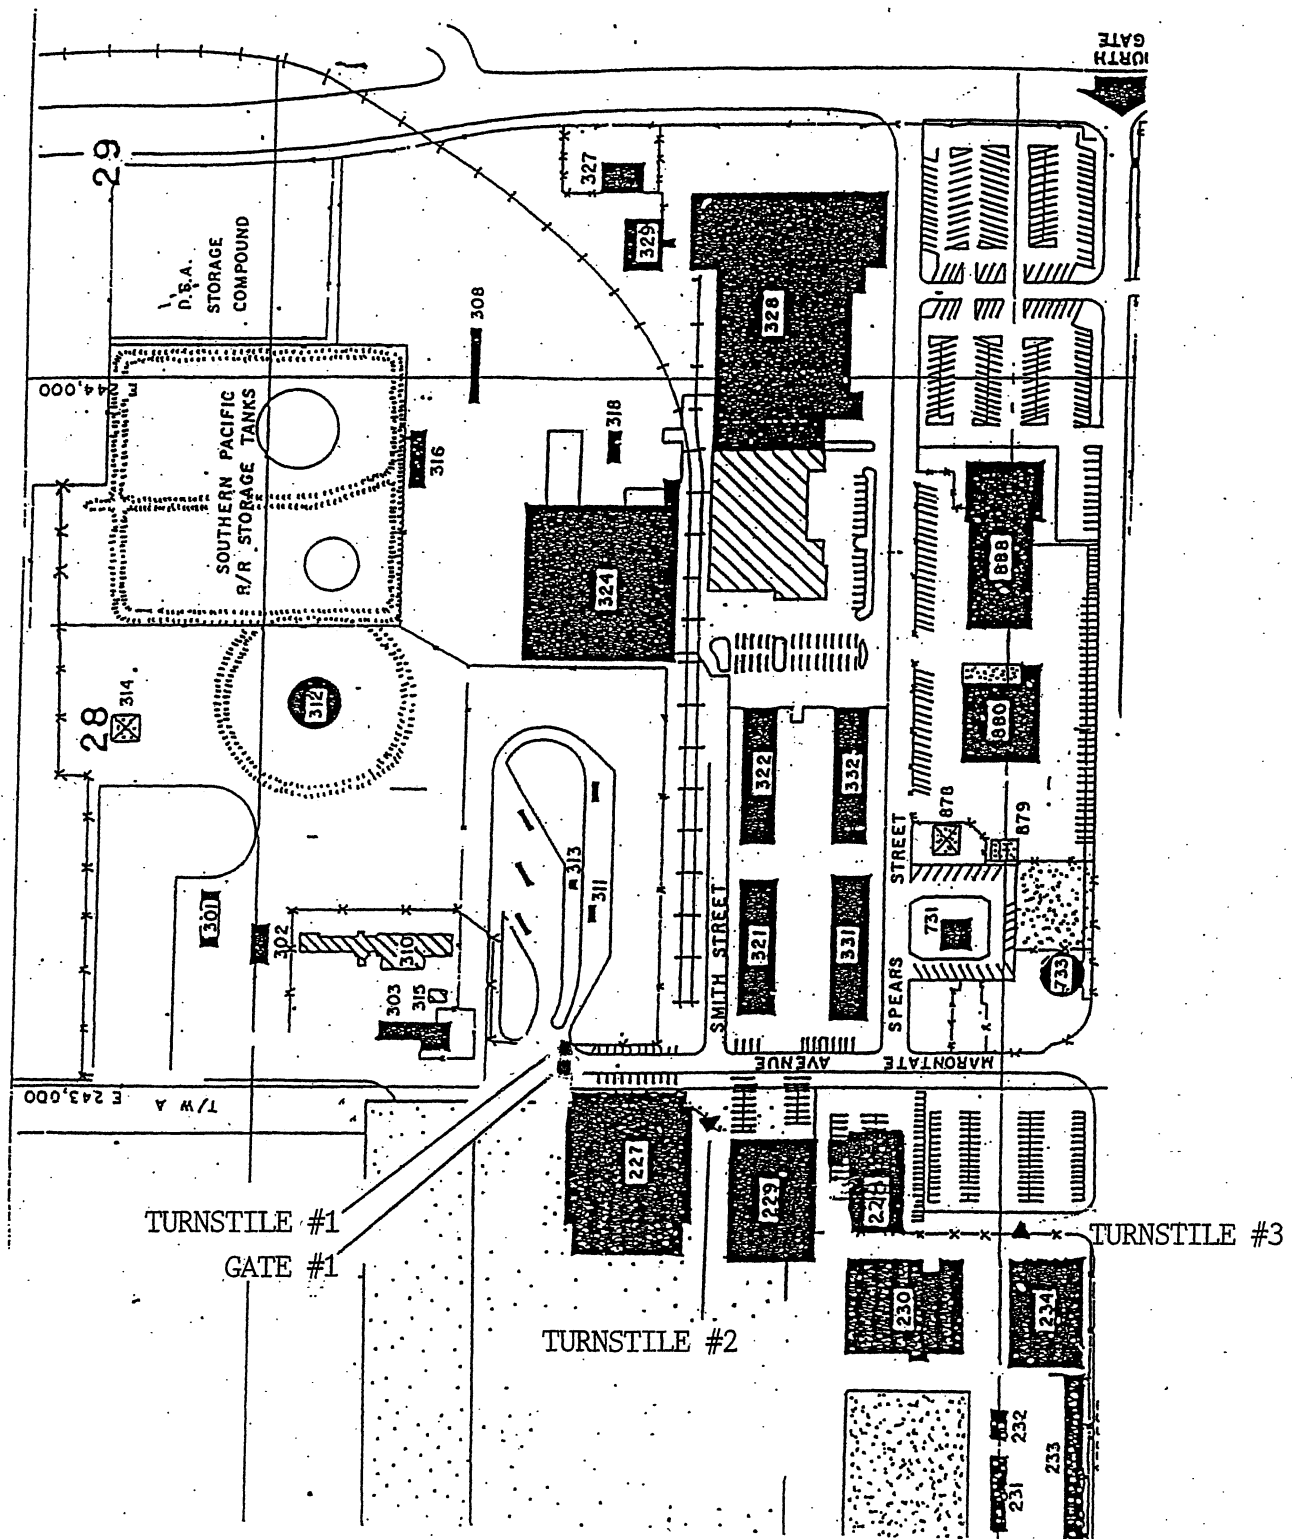 NORTH
GATE
29
327
329
D.E.A.
STORAGE
COMPOUND
308
328
E 244,000
SOUTHERN PACIFIC
R/R STORAGE TANKS
318
316
324
888
28
314
312
322
332
880
878
879
313
311
STREET
301
302
310
303
315
321
331
731
733
SMITH STREET
SPEARS
MARONTATE
AVENUE
E 243,000
T/W A
227
229
228
TURNSTILE #1
GATE #1
TURNSTILE #3
TURNSTILE #2
230
234
232
231
233